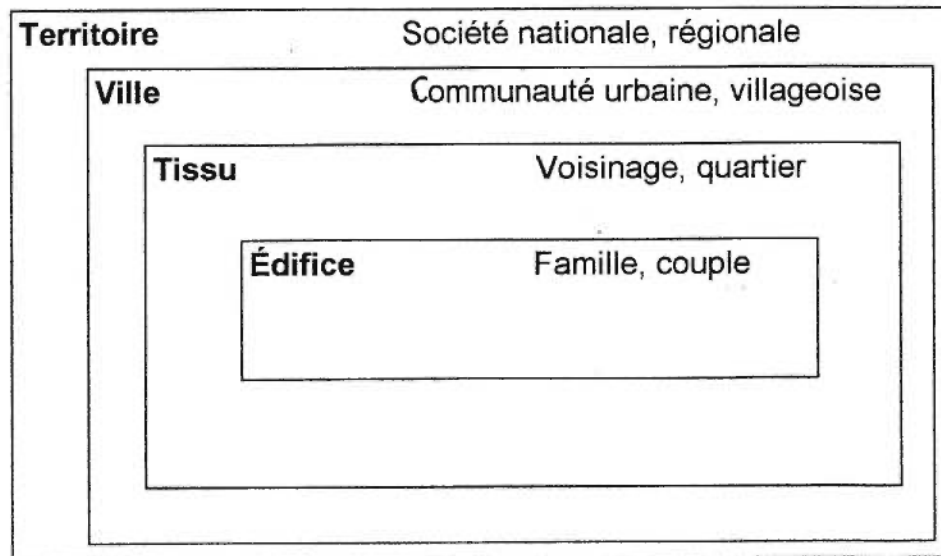 Territoire Société nationale, régionale
Ville Communauté urbaine, villageoise
Tissu Voisinage, quartier
Édifice Famille, couple